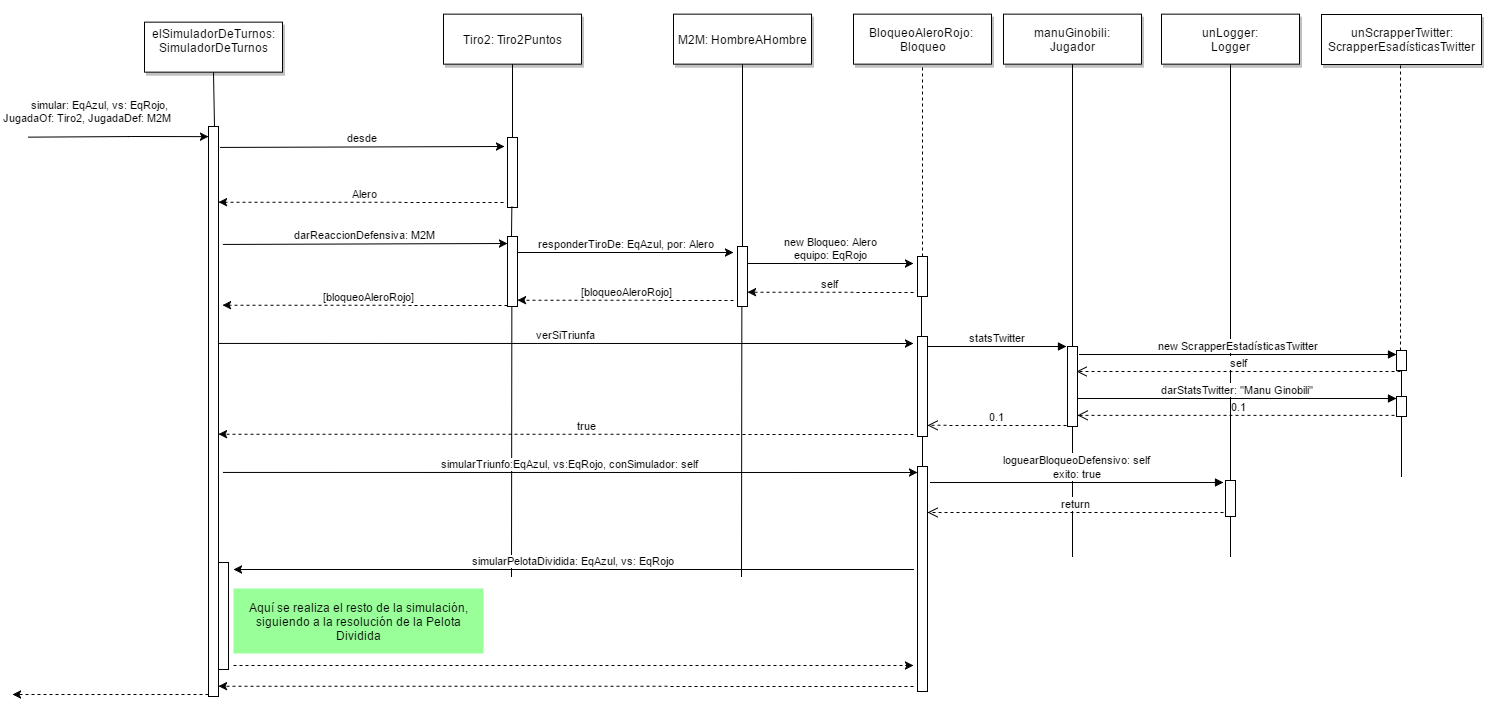 elSimuladorDeTurnos:
SimuladorDeTurnos
Tiro2: Tiro2Puntos
M2M: HombreAHombre
BloqueoAleroRojo:
Bloqueo
manuGinobili:
Jugador
unLogger:
Logger
unScrapperTwitter:
ScrapperEsadísticasTwitter
simular: EqAzul, vs: EqRojo,
JugadaOf: Tiro2, JugadaDef: M2M
desde
Alero
darReaccionDefensiva: M2M
responderTiroDe: EqAzul, por: Alero
new Bloqueo: Alero
equipo: EqRojo
self
[bloqueoAleroRojo]
[bloqueoAleroRojo]
verSiTriunfa
statsTwitter
new ScrapperEstadísticasTwitter
self
darStatsTwitter: "Manu Ginobili"
0.1
0.1
true
simularTriunfo:EqAzul, vs:EqRojo, conSimulador: self
loguearBloqueoDefensivo: self
exito: true
return
simularPelotaDividida: EqAzul, vs: EqRojo
Aquí se realiza el resto de la simulación,
siguiendo a la resolución de la Pelota
Dividida